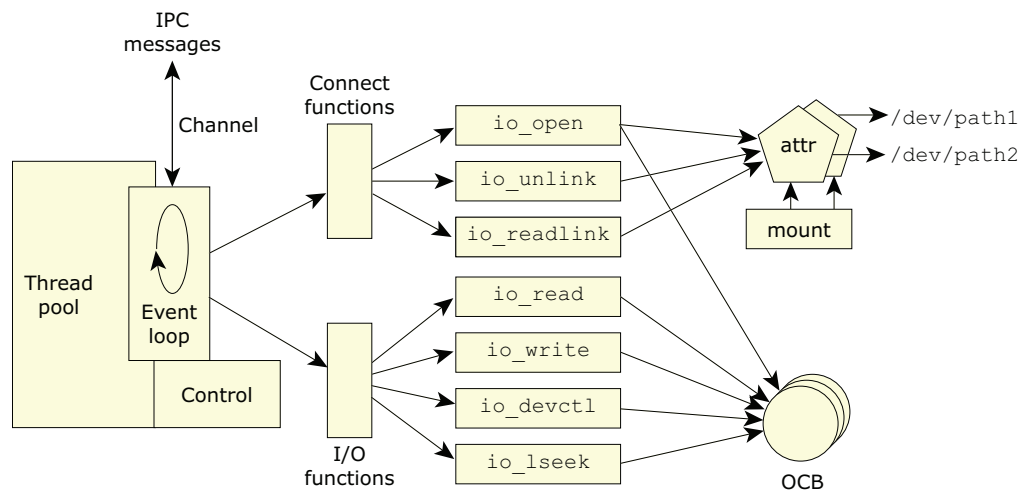 IPC
messages
Channel
Connect
functions
io_open
io_unlink
io_readlink
attr
/dev/path1
/dev/path2
mount
Thread
pool
Event
loop
Control
io_read
io_write
io_devctl
io_lseek
I/O
functions
OCB